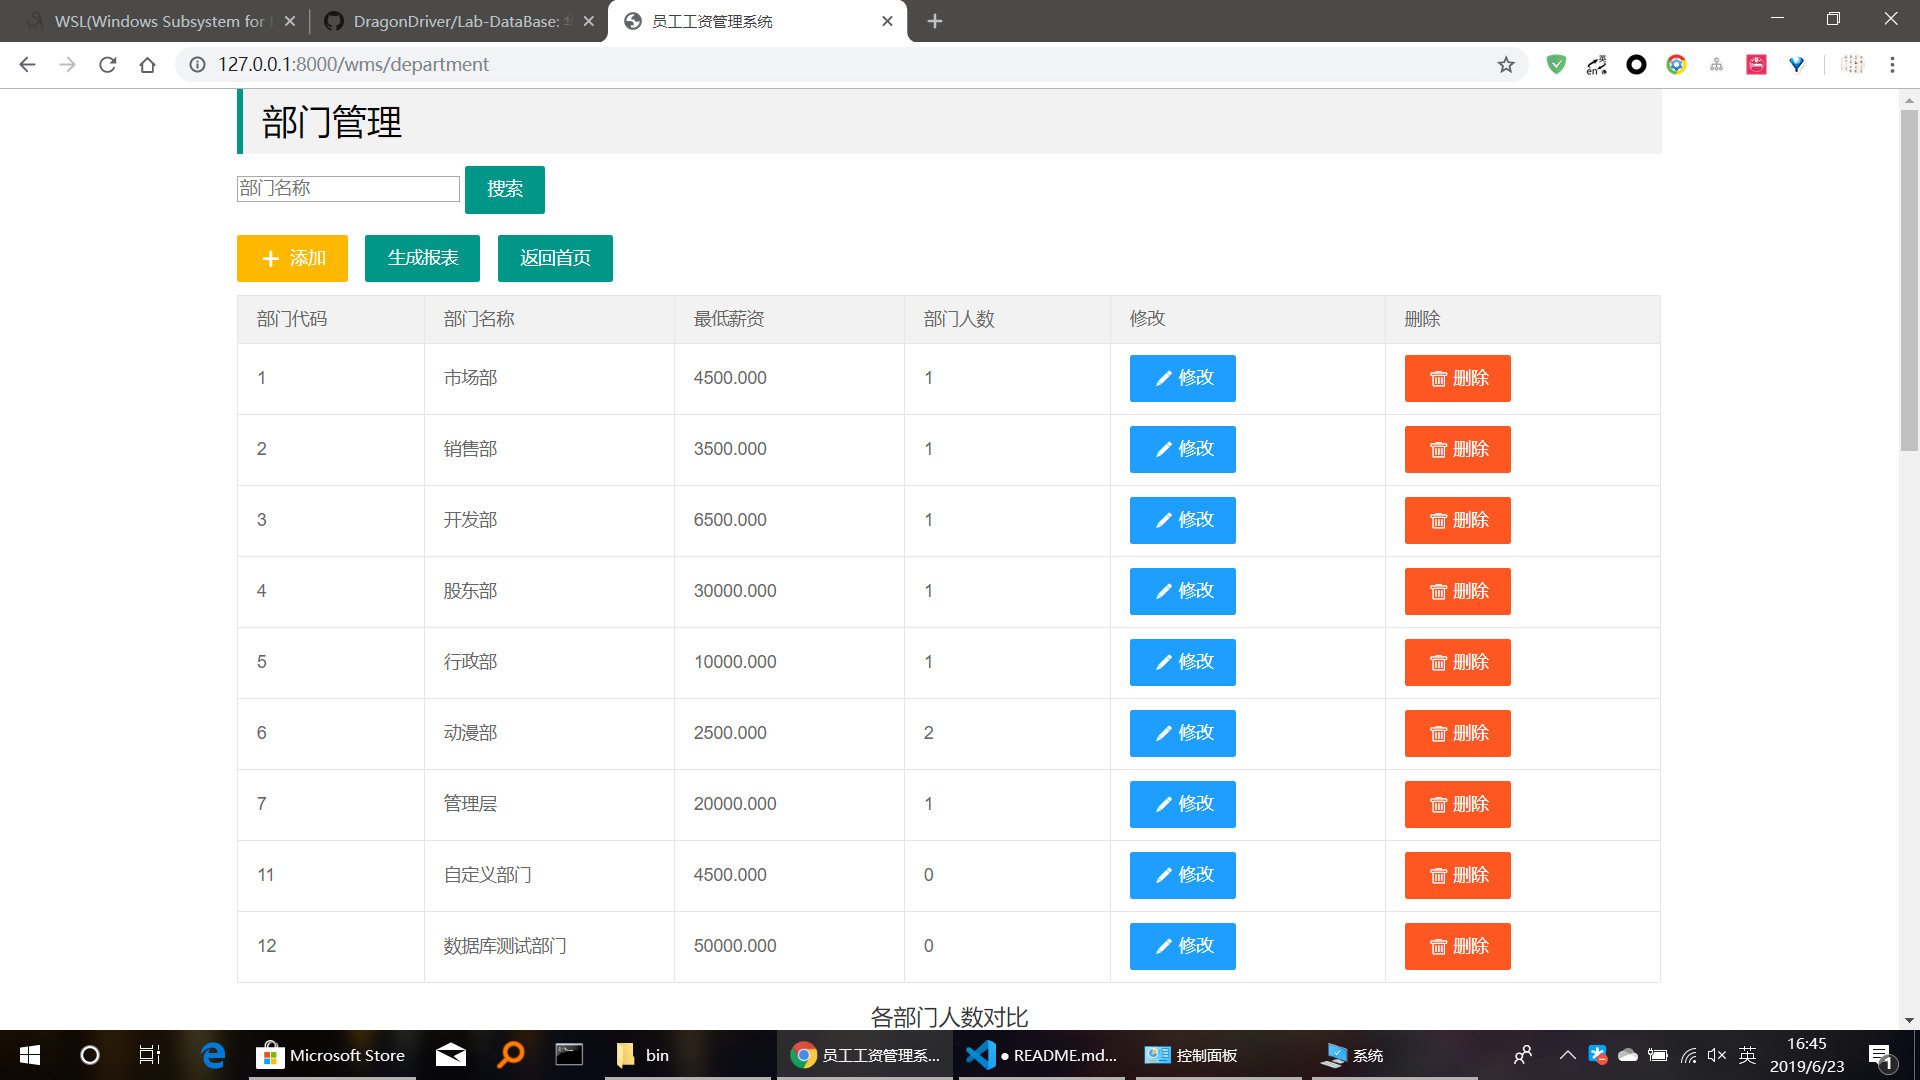 WSL(Windows Subsystem for
DragonDriver/Lab-DataBase:
员工工资管理系统
127.0.0.1:8000/wms/department
英
en
部门管理
部门名称
搜索
添加
生成报表
返回首页
部门代码 部门名称 最低薪资 部门人数 修改 删除
1 市场部 4500.000 1 修改 删除
2 销售部 3500.000 1 修改 删除
3 开发部 6500.000 1 修改 删除
4 股东部 30000.000 1 修改 删除
5 行政部 10000.000 1 修改 删除
6 动漫部 2500.000 2 修改 删除
7 管理层 20000.000 1 修改 删除
11 自定义部门 4500.000 0 修改 删除
12 数据库测试部门 50000.000 0 修改 删除
各部门人数对比
Microsoft Store
bin
员工工资管理系...
● README.md...
控制面板
系统
英
16:45
2019/6/23
1